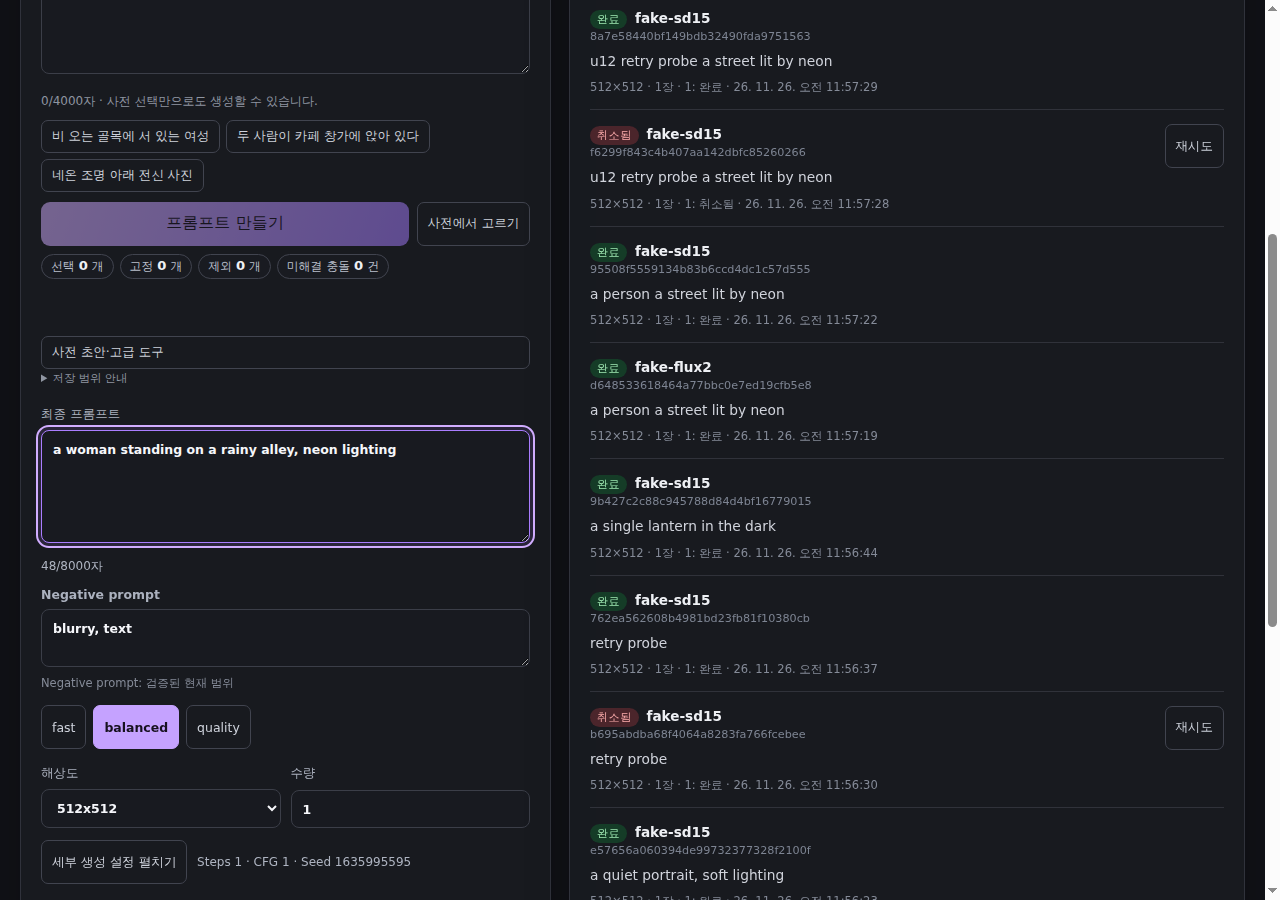 0/4000자 · 사전 선택만으로도 생성할 수 있습니다.
비 오는 골목에 서 있는 여성
두 사람이 카페 창가에 앉아 있다
네온 조명 아래 전신 사진
프롬프트 만들기
사전에서 고르기
선택 0 개
고정 0 개
제외 0 개
미해결 충돌 0 건
사전 초안·고급 도구
▶ 저장 범위 안내
최종 프롬프트
a woman standing on a rainy alley, neon lighting
48/8000자
Negative prompt
blurry, text
Negative prompt: 검증된 현재 범위
fast
balanced
quality
해상도
수량
512x512
1
세부 생성 설정 펼치기
Steps 1 · CFG 1 · Seed 1635995595
완료 fake-sd15
8a7e58440bf149bdb32490fda9751563
u12 retry probe a street lit by neon
512×512 · 1장 · 1: 완료 · 26. 11. 26. 오전 11:57:29
취소됨 fake-sd15
재시도
f6299f843c4b407aa142dbfc85260266
u12 retry probe a street lit by neon
512×512 · 1장 · 1: 취소됨 · 26. 11. 26. 오전 11:57:28
완료 fake-sd15
95508f5559134b83b6ccd4dc1c57d555
a person a street lit by neon
512×512 · 1장 · 1: 완료 · 26. 11. 26. 오전 11:57:22
완료 fake-flux2
d648533618464a77bbc0e7ed19cfb5e8
a person a street lit by neon
512×512 · 1장 · 1: 완료 · 26. 11. 26. 오전 11:57:19
완료 fake-sd15
9b427c2c88c945788d84d4bf16779015
a single lantern in the dark
512×512 · 1장 · 1: 완료 · 26. 11. 26. 오전 11:56:44
완료 fake-sd15
762ea562608b4981bd23fb81f10380cb
retry probe
512×512 · 1장 · 1: 완료 · 26. 11. 26. 오전 11:56:37
취소됨 fake-sd15
재시도
b695abdba68f4064a8283fa766fcebee
retry probe
512×512 · 1장 · 1: 취소됨 · 26. 11. 26. 오전 11:56:30
완료 fake-sd15
e57656a060394de99732377328f2100f
a quiet portrait, soft lighting